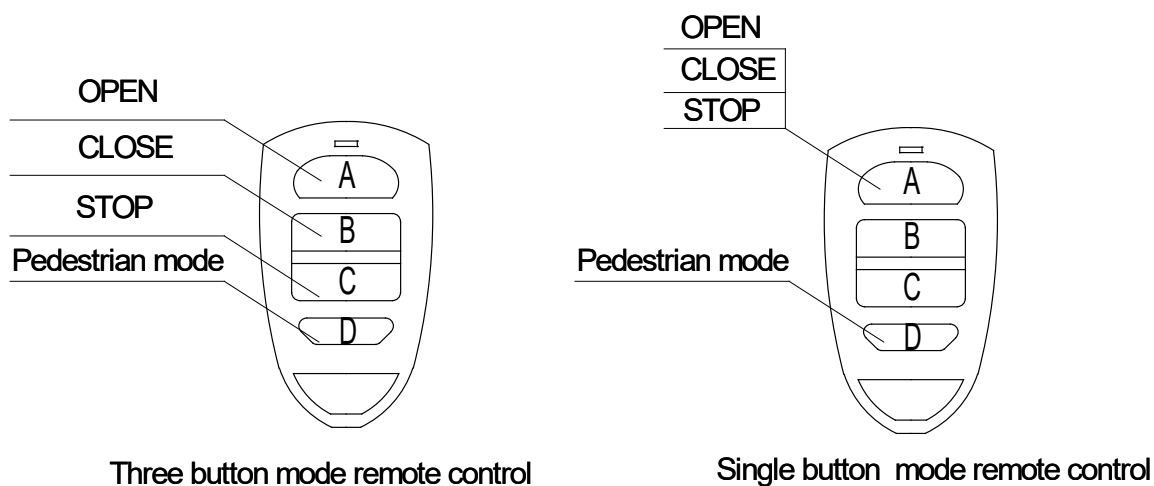 OPEN
CLOSE
STOP
Pedestrian mode
A
B
C
D
Three button mode remote control
OPEN
CLOSE
STOP
Pedestrian mode
A
B
C
D
Single button mode remote control